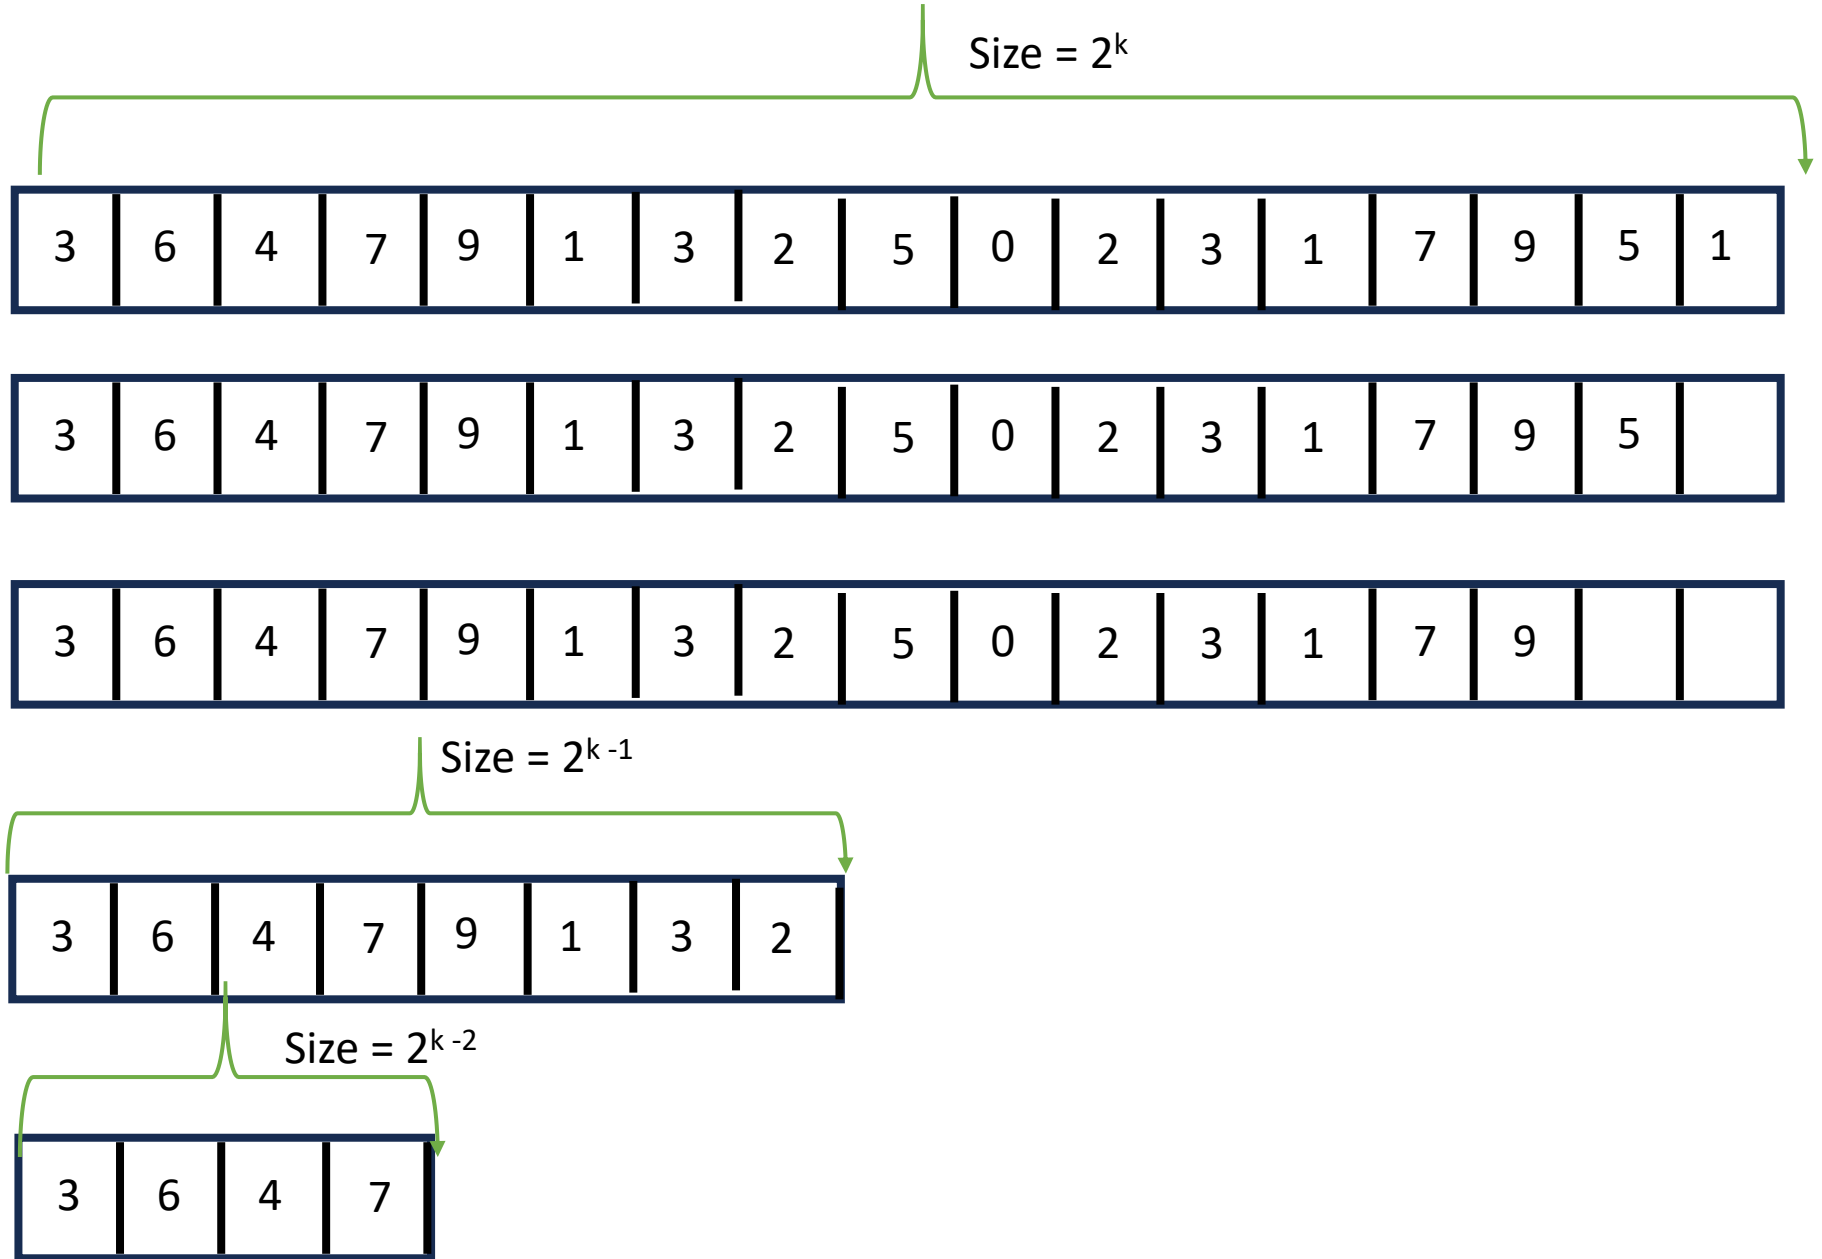 Size = 2^k
3 6 4 7 9 1 3 2 5 0 2 3 1 7 9 5 1
3 6 4 7 9 1 3 2 5 0 2 3 1 7 9 5
3 6 4 7 9 1 3 2 5 0 2 3 1 7 9
Size = 2^k -1
3 6 4 7 9 1 3 2
Size = 2^k -2
3 6 4 7